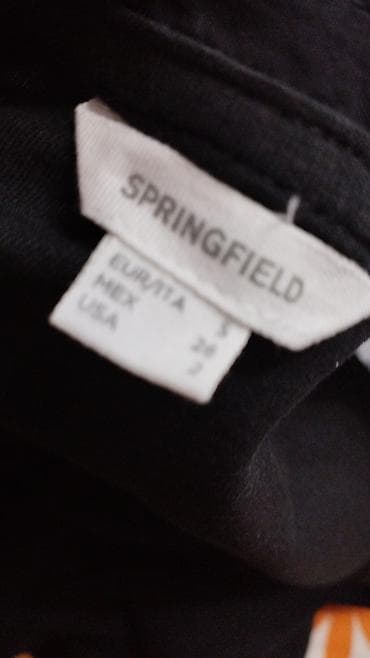 SPRINGFIELD
EUR/ITA S
MEX 26
USA 2